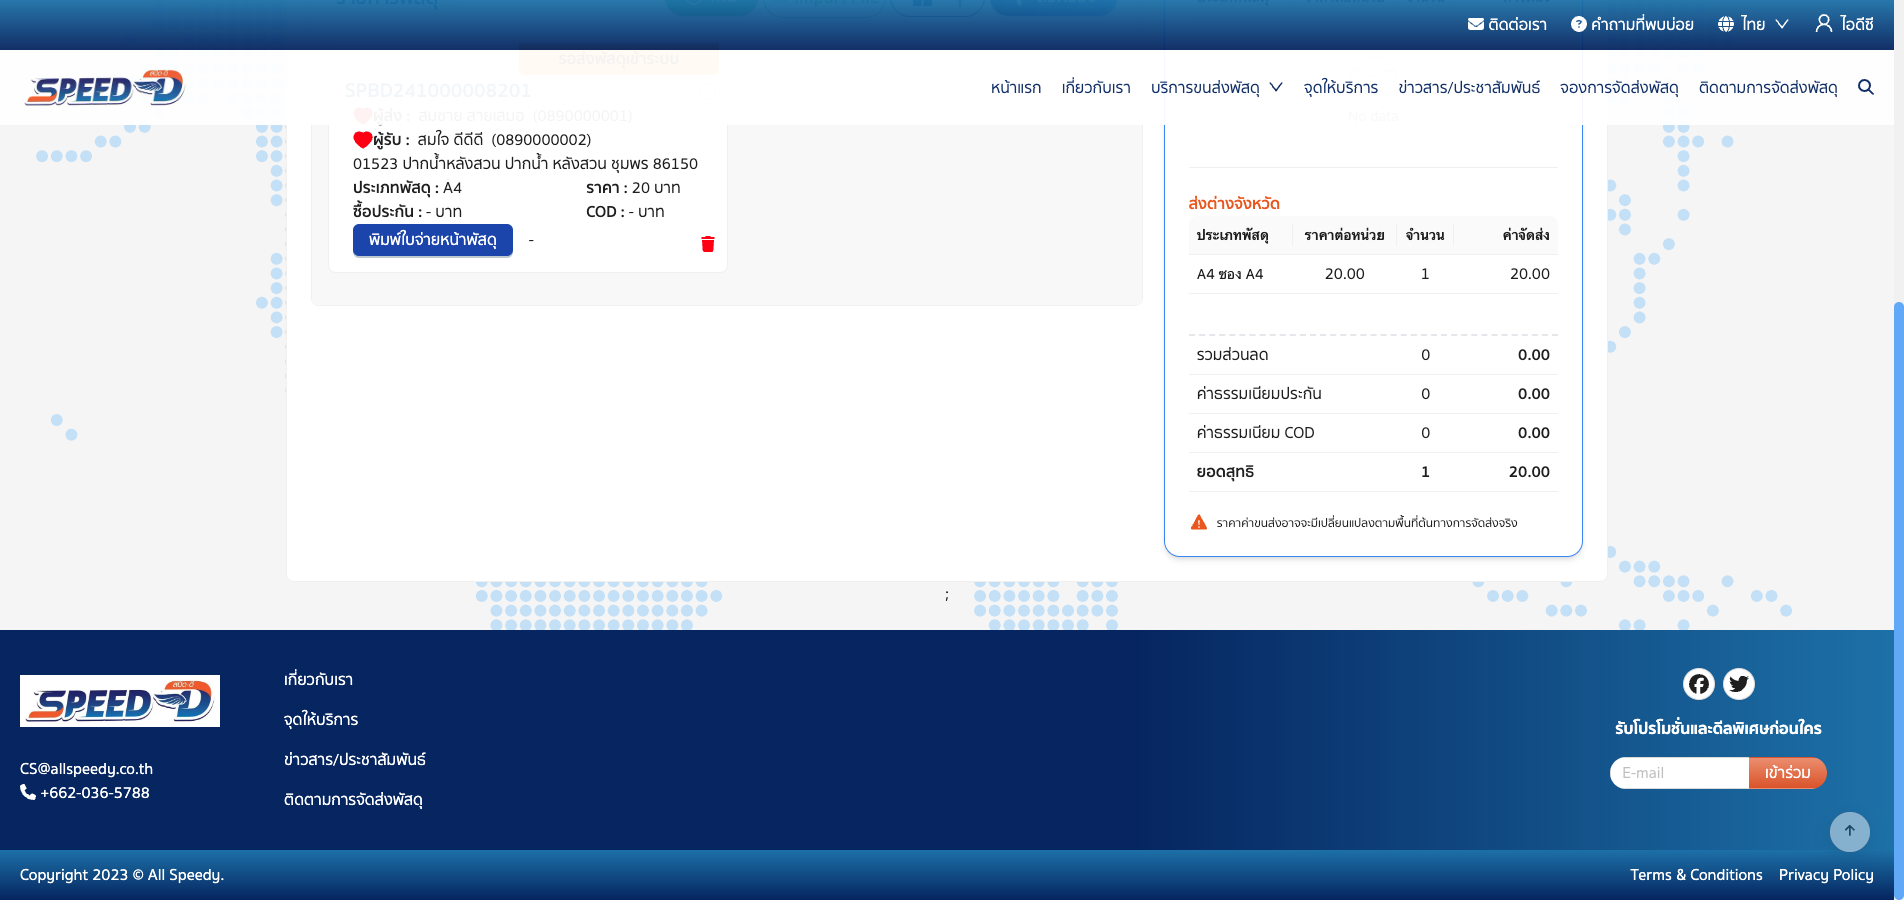 ติดต่อเรา คำถามที่พบบ่อย ไทย ไอดีซี
SPEED-D
หน้าแรก เกี่ยวกับเรา บริการขนส่งพัสดุ จุดให้บริการ ข่าวสาร/ประชาสัมพันธ์ จองการจัดส่งพัสดุ ติดตามการจัดส่งพัสดุ
รอส่งพัสดุเข้าระบบ
SPBD241000008201
ผู้ส่ง : สมชาย สายเสมอ (0890000001)
ผู้รับ : สมใจ ดีดีดี (0890000002)
01523 ปากน้ำหลังสวน ปากน้ำ หลังสวน ชุมพร 86150
ประเภทพัสดุ : A4 ราคา : 20 บาท
ซื้อประกัน : - บาท COD : - บาท
พิมพ์ใบจ่ายหน้าพัสดุ -
No data
ส่งต่างจังหวัด
ประเภทพัสดุ ราคาต่อหน่วย จำนวน ค่าจัดส่ง
A4 ซอง A4 20.00 1 20.00
รวมส่วนลด 0 0.00
ค่าธรรมเนียมประกัน 0 0.00
ค่าธรรมเนียม COD 0 0.00
ยอดสุทธิ 1 20.00
ราคาค่าขนส่งอาจจะมีเปลี่ยนแปลงตามพื้นที่ต้นทางการจัดส่งจริง
;
SPEED-D
CS@allspeedy.co.th
+662-036-5788
เกี่ยวกับเรา
จุดให้บริการ
ข่าวสาร/ประชาสัมพันธ์
ติดตามการจัดส่งพัสดุ
รับโปรโมชั่นและดีลพิเศษก่อนใคร
E-mail เข้าร่วม
Copyright 2023 © All Speedy.
Terms & Conditions Privacy Policy